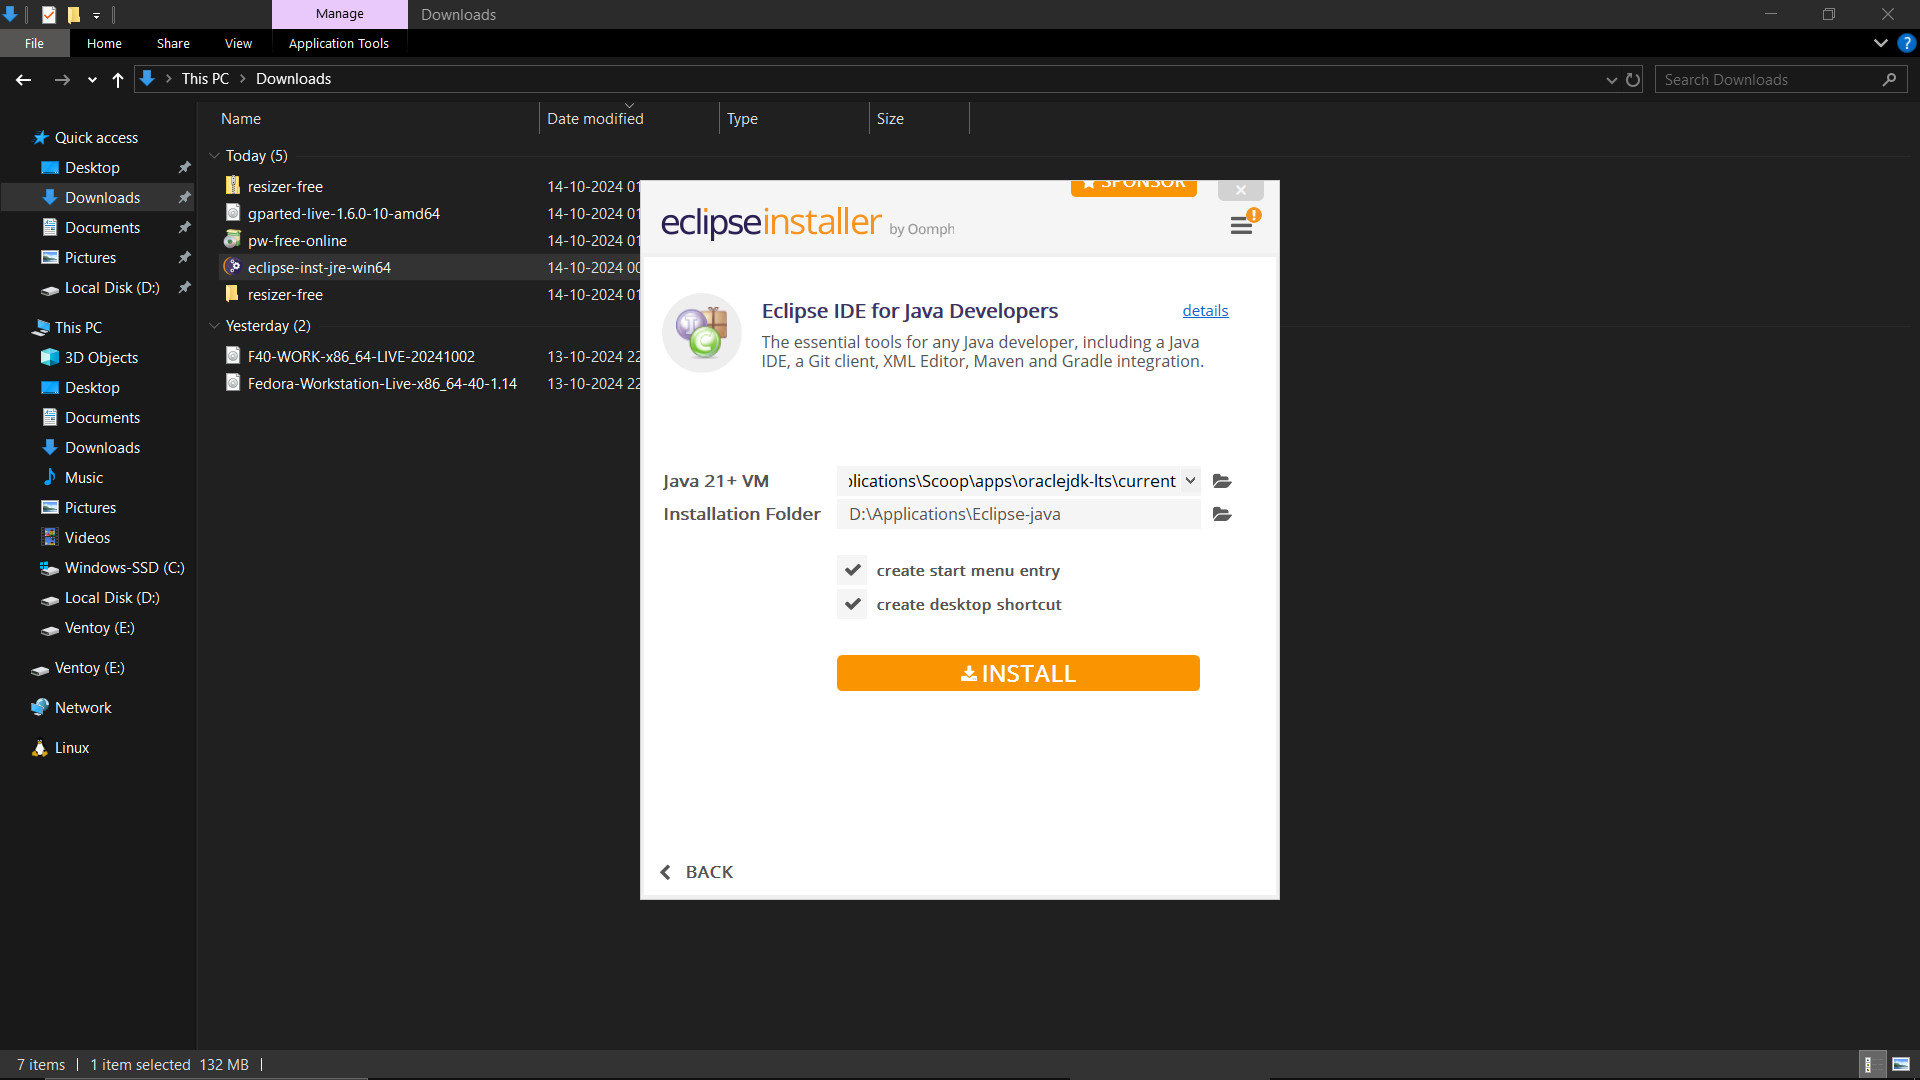 Manage
Downloads
File
Home
Share
View
Application Tools
?
This PC
Downloads
Search Downloads
Name
Date modified
Type
Size
Quick access
Desktop
Downloads
Documents
Pictures
Local Disk (D:)
This PC
3D Objects
Desktop
Documents
Downloads
Music
Pictures
Videos
Windows-SSD (C:)
Local Disk (D:)
Ventoy (E:)
Ventoy (E:)
Network
Linux
Today (5)
resizer-free 14-10-2024 01
gparted-live-1.6.0-10-amd64 14-10-2024 01
pw-free-online 14-10-2024 01
eclipse-inst-jre-win64 14-10-2024 00
resizer-free 14-10-2024 01
Yesterday (2)
F40-WORK-x86_64-LIVE-20241002 13-10-2024 22
Fedora-Workstation-Live-x86_64-40-1.14 13-10-2024 22
SPONSOR
eclipseinstaller by Oomph
!
Eclipse IDE for Java Developers
details
The essential tools for any Java developer, including a Java
IDE, a Git client, XML Editor, Maven and Gradle integration.
Java 21+ VM
plications\Scoop\apps\oraclejdk-lts\current
Installation Folder
D:\Applications\Eclipse-java
create start menu entry
create desktop shortcut
INSTALL
BACK
7 items
1 item selected 132 MB